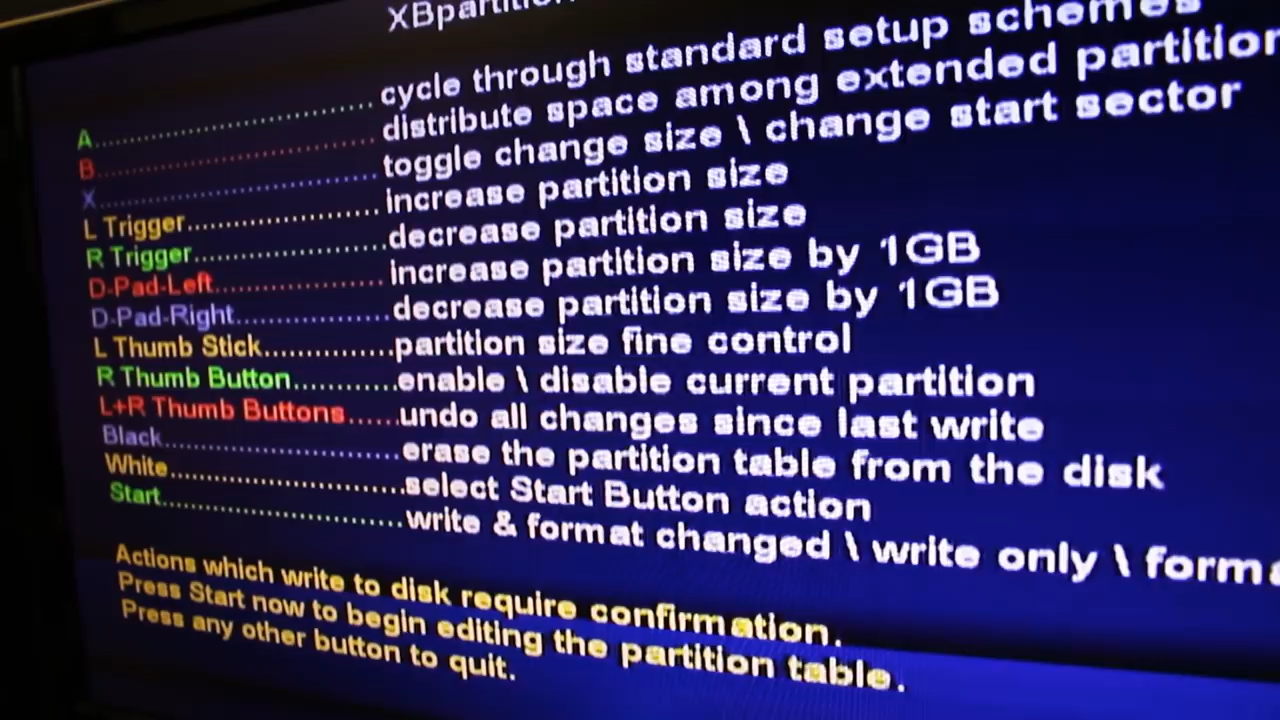 A..............................cycle through standard setup schemes
B..............................distribute space among extended
X..............................toggle change size \ change start sector
L Trigger....................increase partition size
R Trigger....................decrease partition size
D-Pad-Left.................increase partition size by 1GB
D-Pad-Right...............decrease partition size by 1GB
L Thumb Stick.............partition size fine control
R Thumb Button..........enable \ disable current partition
L+R Thumb Buttons......undo all changes since last write
Black..........................erase the partition table from the disk
White..........................select Start Button action
Start...........................write & format changed \ write only \
Actions which write to disk require confirmation.
Press Start now to begin editing the partition table.
Press any other button to quit.